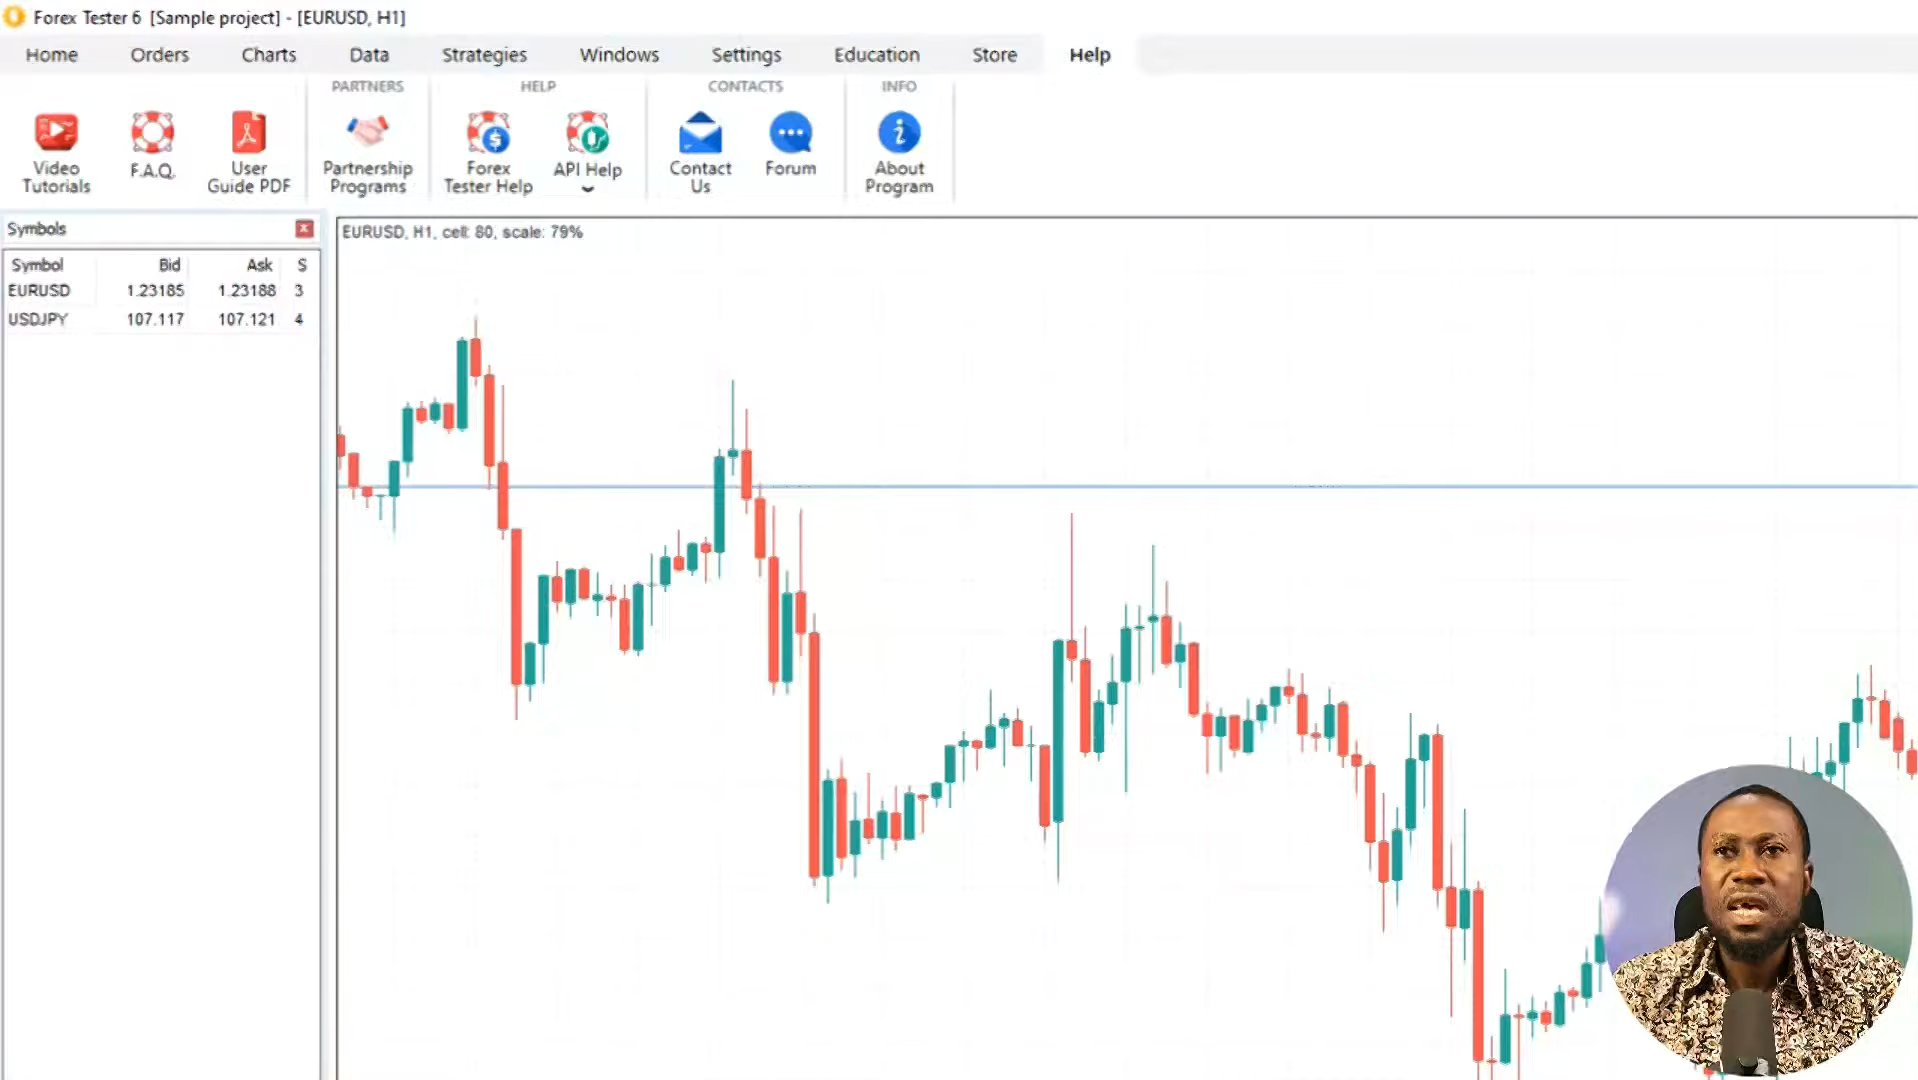 Forex Tester 6 [Sample project] - [EURUSD, H1]
Home Orders Charts Data Strategies Windows Settings Education Store Help
PARTNERS HELP CONTACTS INFO
Video Tutorials
F.A.Q.
User Guide PDF
Partnership Programs
Forex Tester Help
API Help
Contact Us
Forum
About Program
Symbols
EURUSD, H1, cell: 80, scale: 79%
Symbol Bid Ask S
EURUSD 1.23185 1.23188 3
USDJPY 107.117 107.121 4